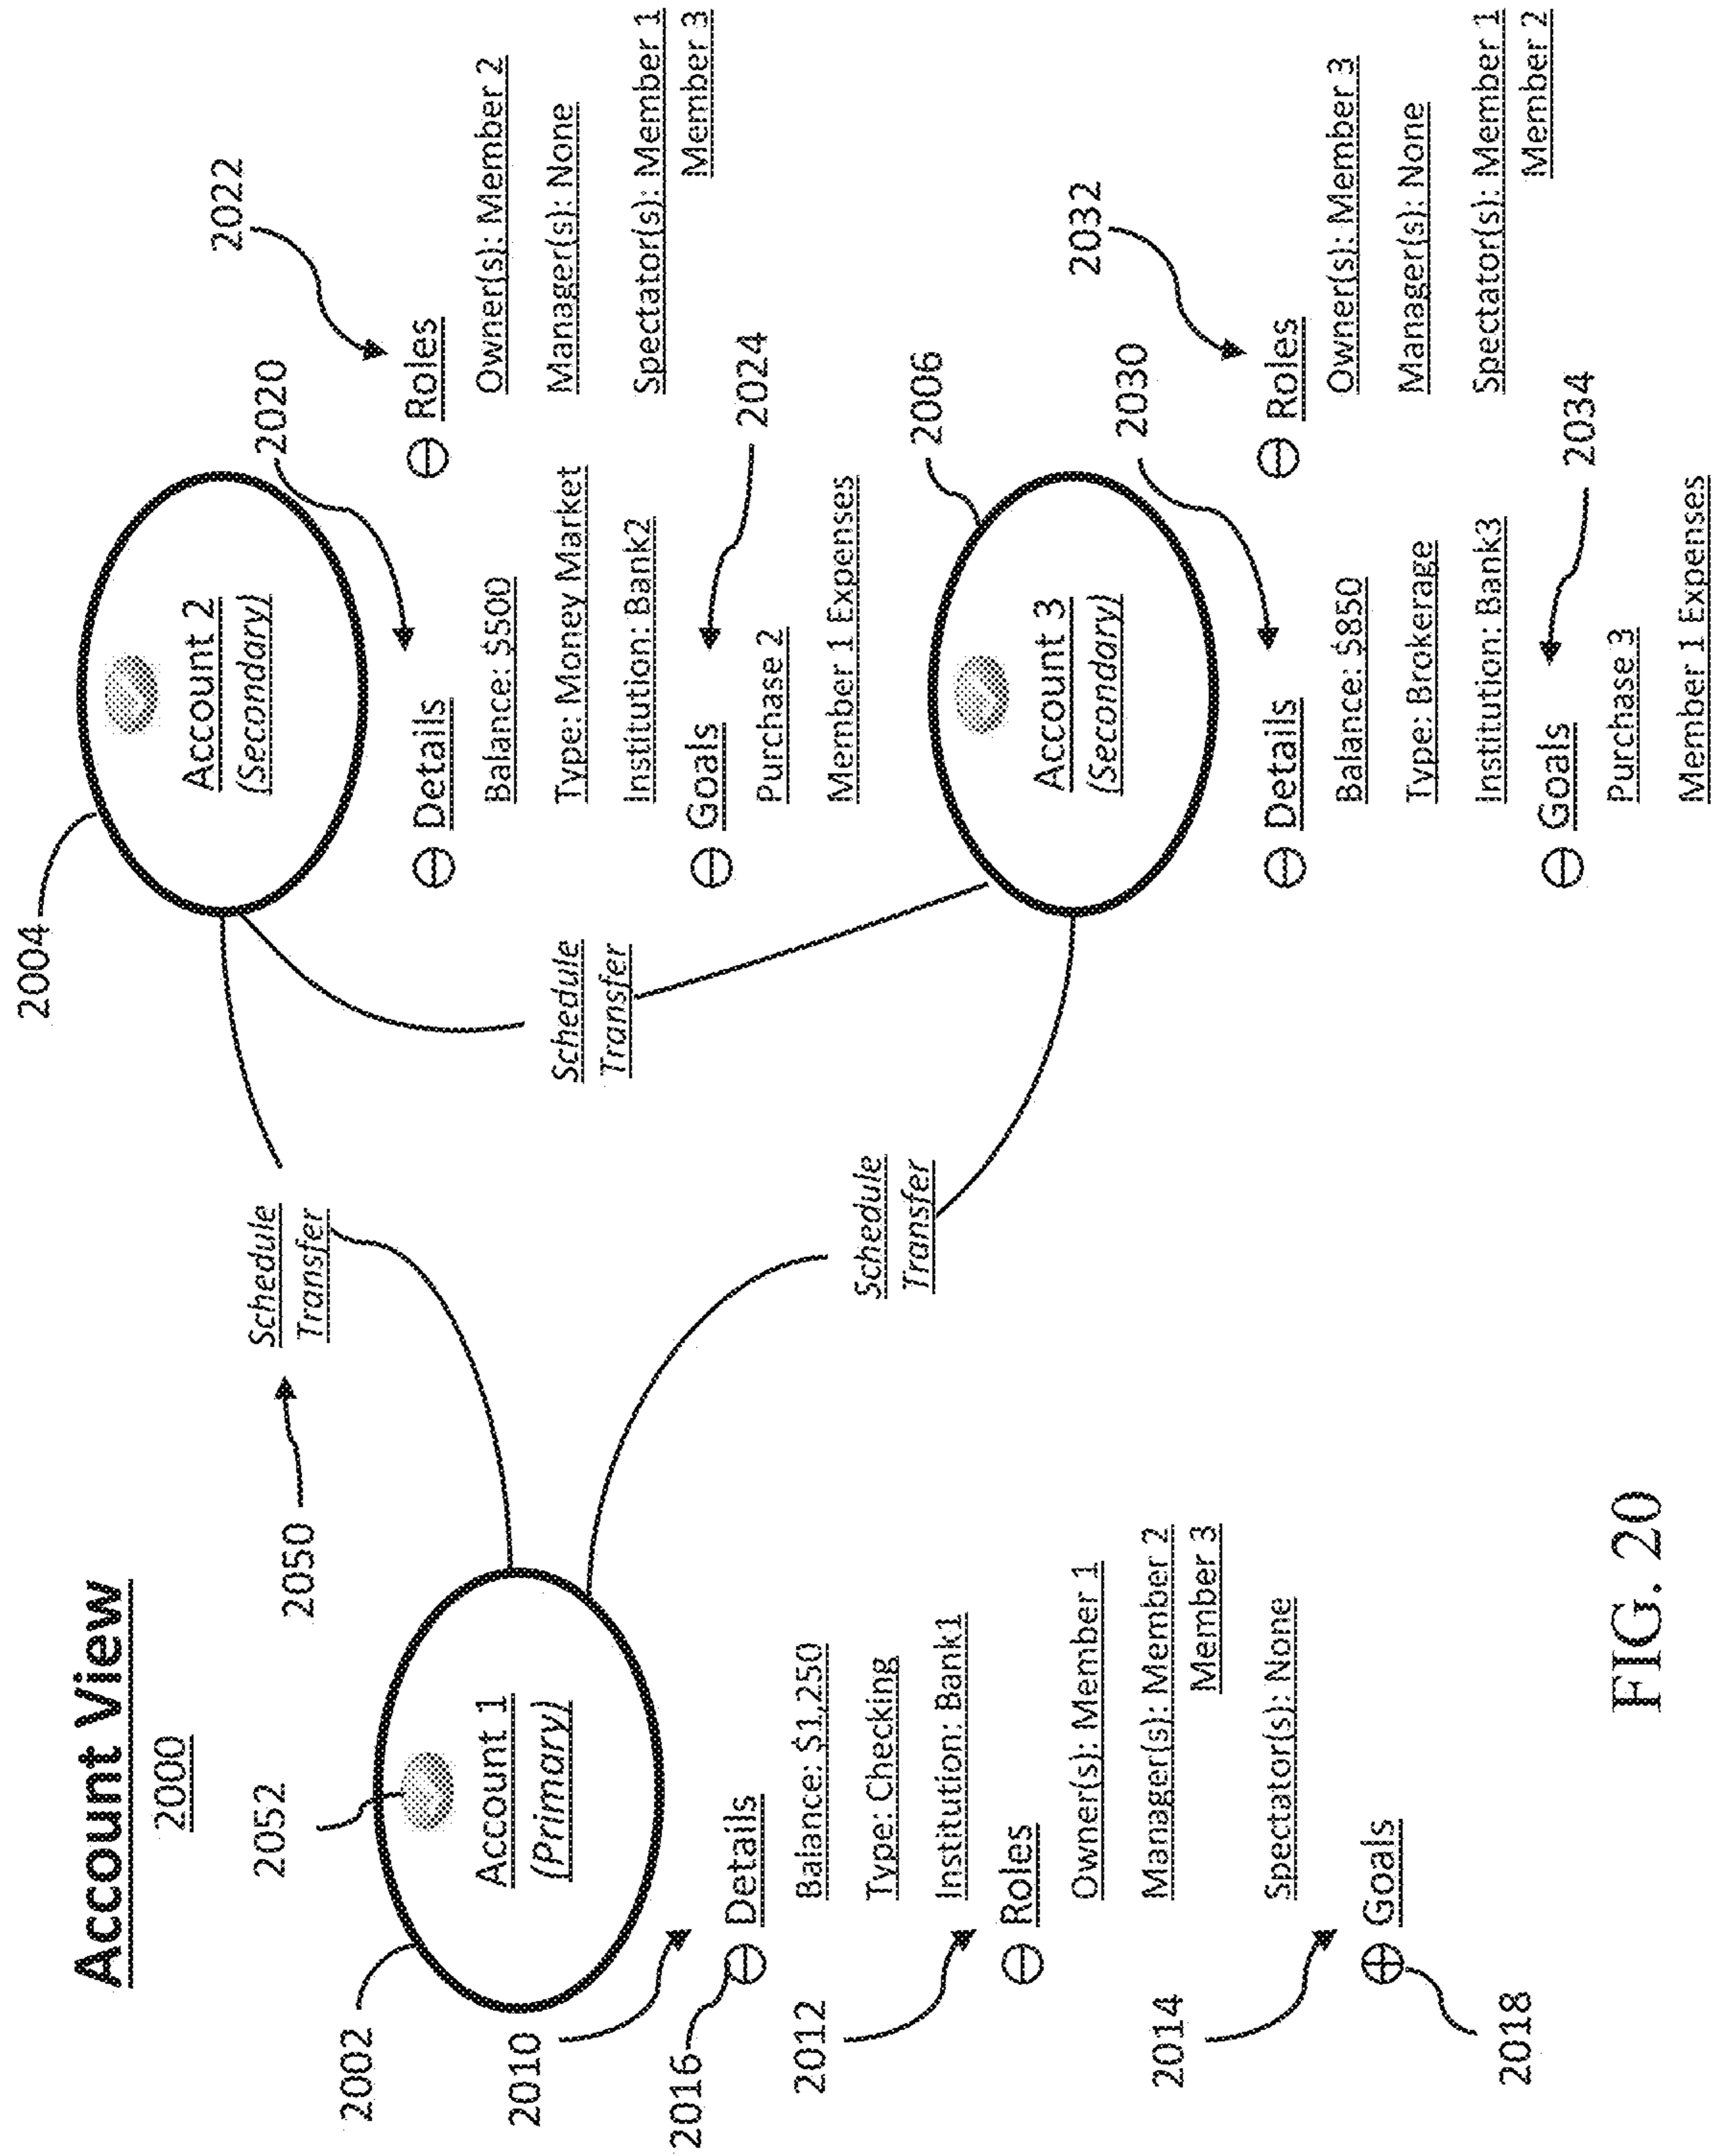 Account View
2000
2052
2002
Account 1
(Primary)
2010
2016
Details
Balance: $1,250
Type: Checking
Institution: Bank1
2012
Roles
Owner(s): Member 1
Manager(s): Member 2
Member 3
Spectator(s): None
2014
Goals
2018
2050
Schedule
Transfer
Schedule
Transfer
Schedule
Transfer
2004
Account 2
(Secondary)
2020
Details
Balance: $500
Type: Money Market
Institution: Bank2
2022
Roles
Owner(s): Member 2
Manager(s): None
Spectator(s): Member 1
Member 3
2024
Goals
Purchase 2
Member 1 Expenses
2006
Account 3
(Secondary)
2030
Details
Balance: $850
Type: Brokerage
Institution: Bank3
2032
Roles
Owner(s): Member 3
Manager(s): None
Spectator(s): Member 1
Member 2
2034
Goals
Purchase 3
Member 1 Expenses
FIG. 20